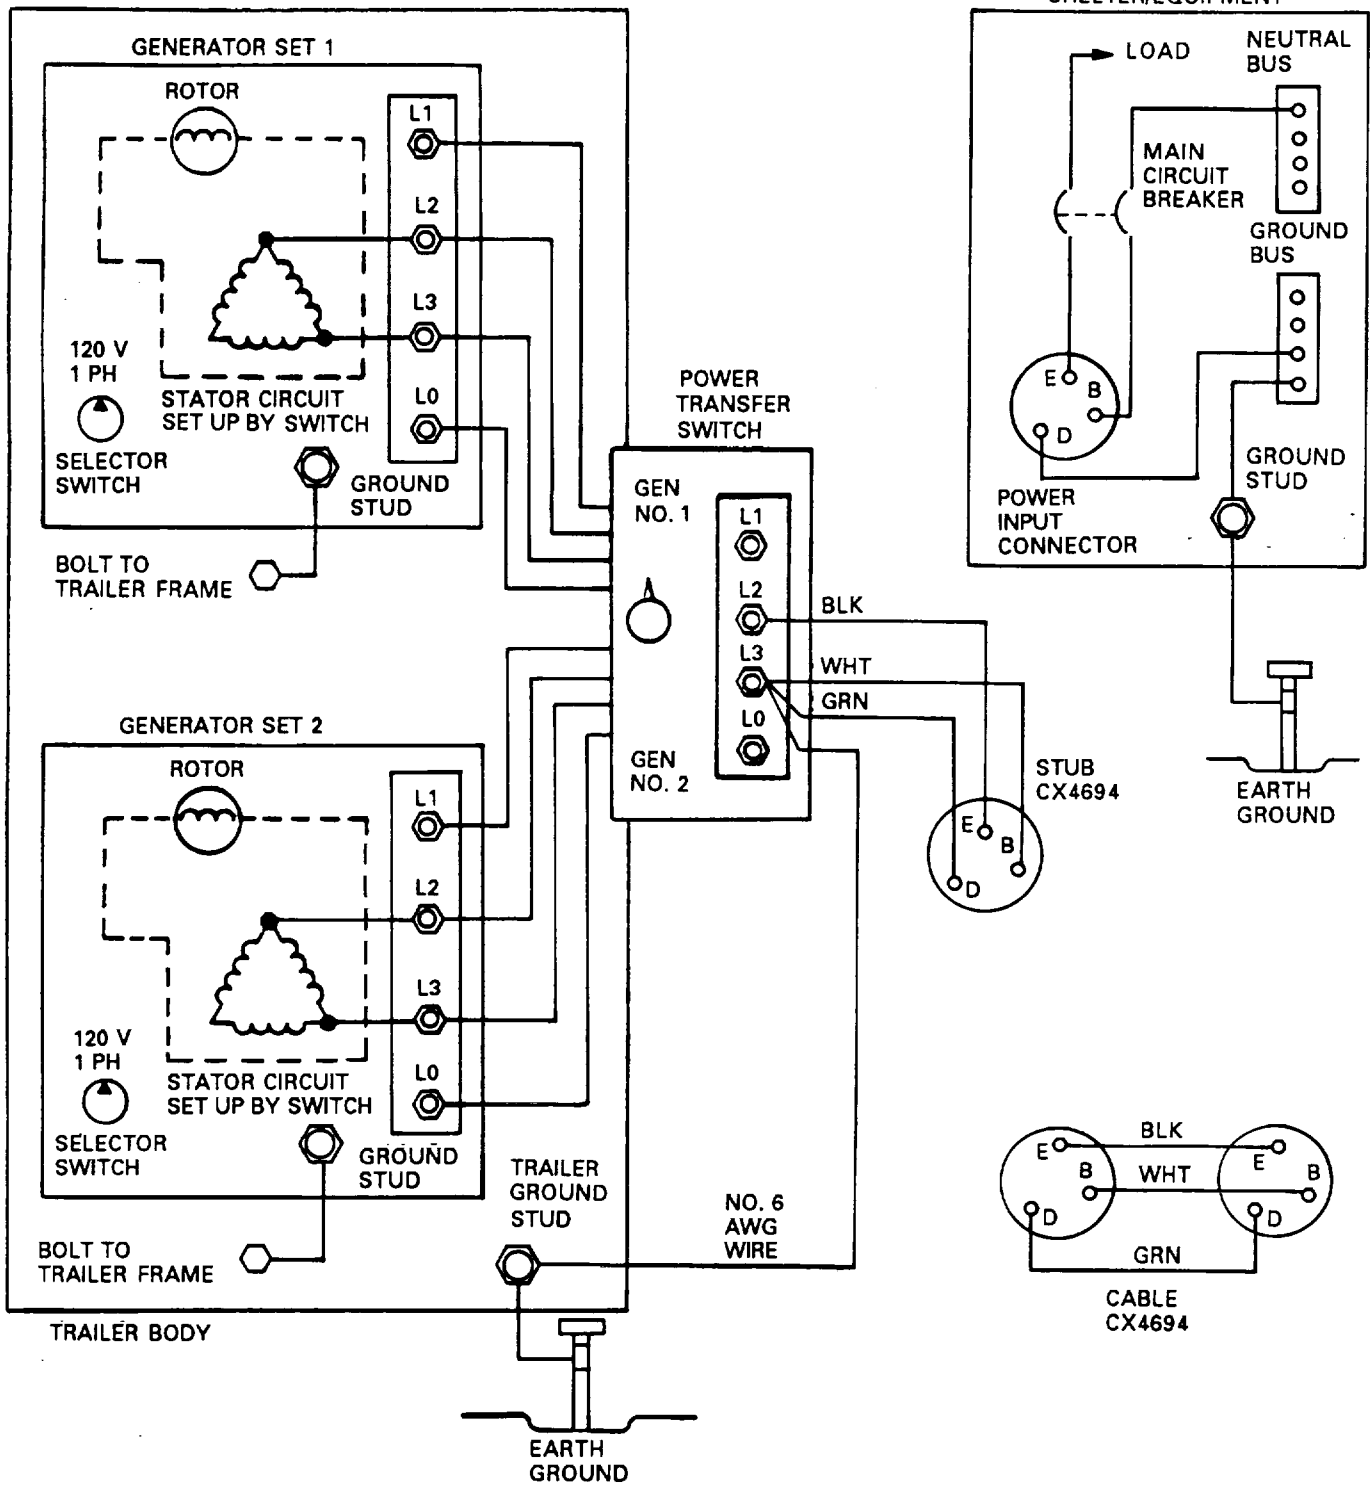 GENERATOR SET 1
ROTOR
L1
L2
L3
L0
120 V
1 PH
STATOR CIRCUIT
SET UP BY SWITCH
SELECTOR
SWITCH
GROUND
STUD
BOLT TO
TRAILER FRAME
GENERATOR SET 2
ROTOR
L1
L2
L3
L0
120 V
1 PH
STATOR CIRCUIT
SET UP BY SWITCH
SELECTOR
SWITCH
GROUND
STUD
BOLT TO
TRAILER FRAME
TRAILER BODY
TRAILER
GROUND
STUD
NO. 6
AWG
WIRE
EARTH
GROUND
POWER
TRANSFER
SWITCH
GEN
NO. 1
L1
L2
L3
L0
GEN
NO. 2
BLK
WHT
GRN
STUB
CX4694
E
B
D
LOAD
NEUTRAL
BUS
MAIN
CIRCUIT
BREAKER
GROUND
BUS
E
B
D
POWER
INPUT
CONNECTOR
GROUND
STUD
EARTH
GROUND
BLK
WHT
GRN
E
B
D
E
B
D
CABLE
CX4694